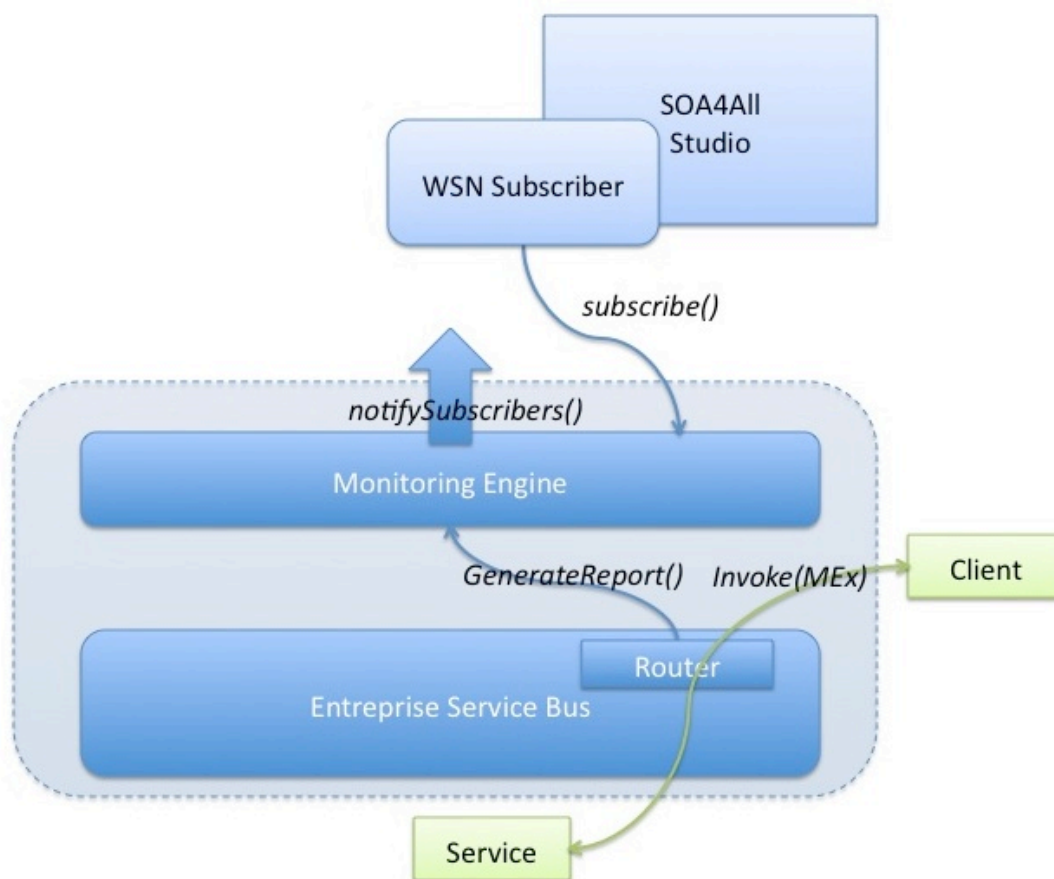 SOA4All
Studio
WSN Subscriber
subscribe()
notifySubscribers()
Monitoring Engine
GenerateReport()
Invoke(MEx)
Client
Router
Entreprise Service Bus
Service